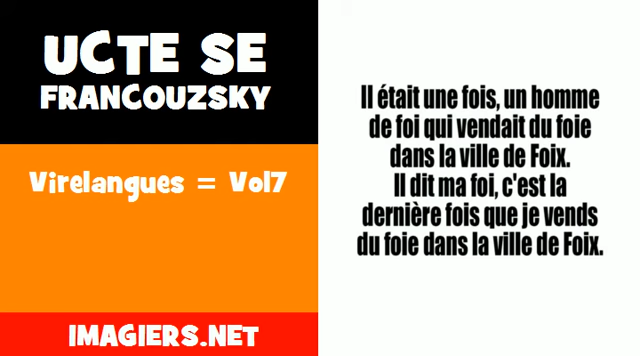 UCTE SE
FRANCOUZSKY
Virelangues = Vol7
IMAGIERS.NET
Il était une fois, un homme
de foi qui vendait du foie
dans la ville de Foix.
Il dit ma foi, c'est la
dernière fois que je vends
du foie dans la ville de Foix.